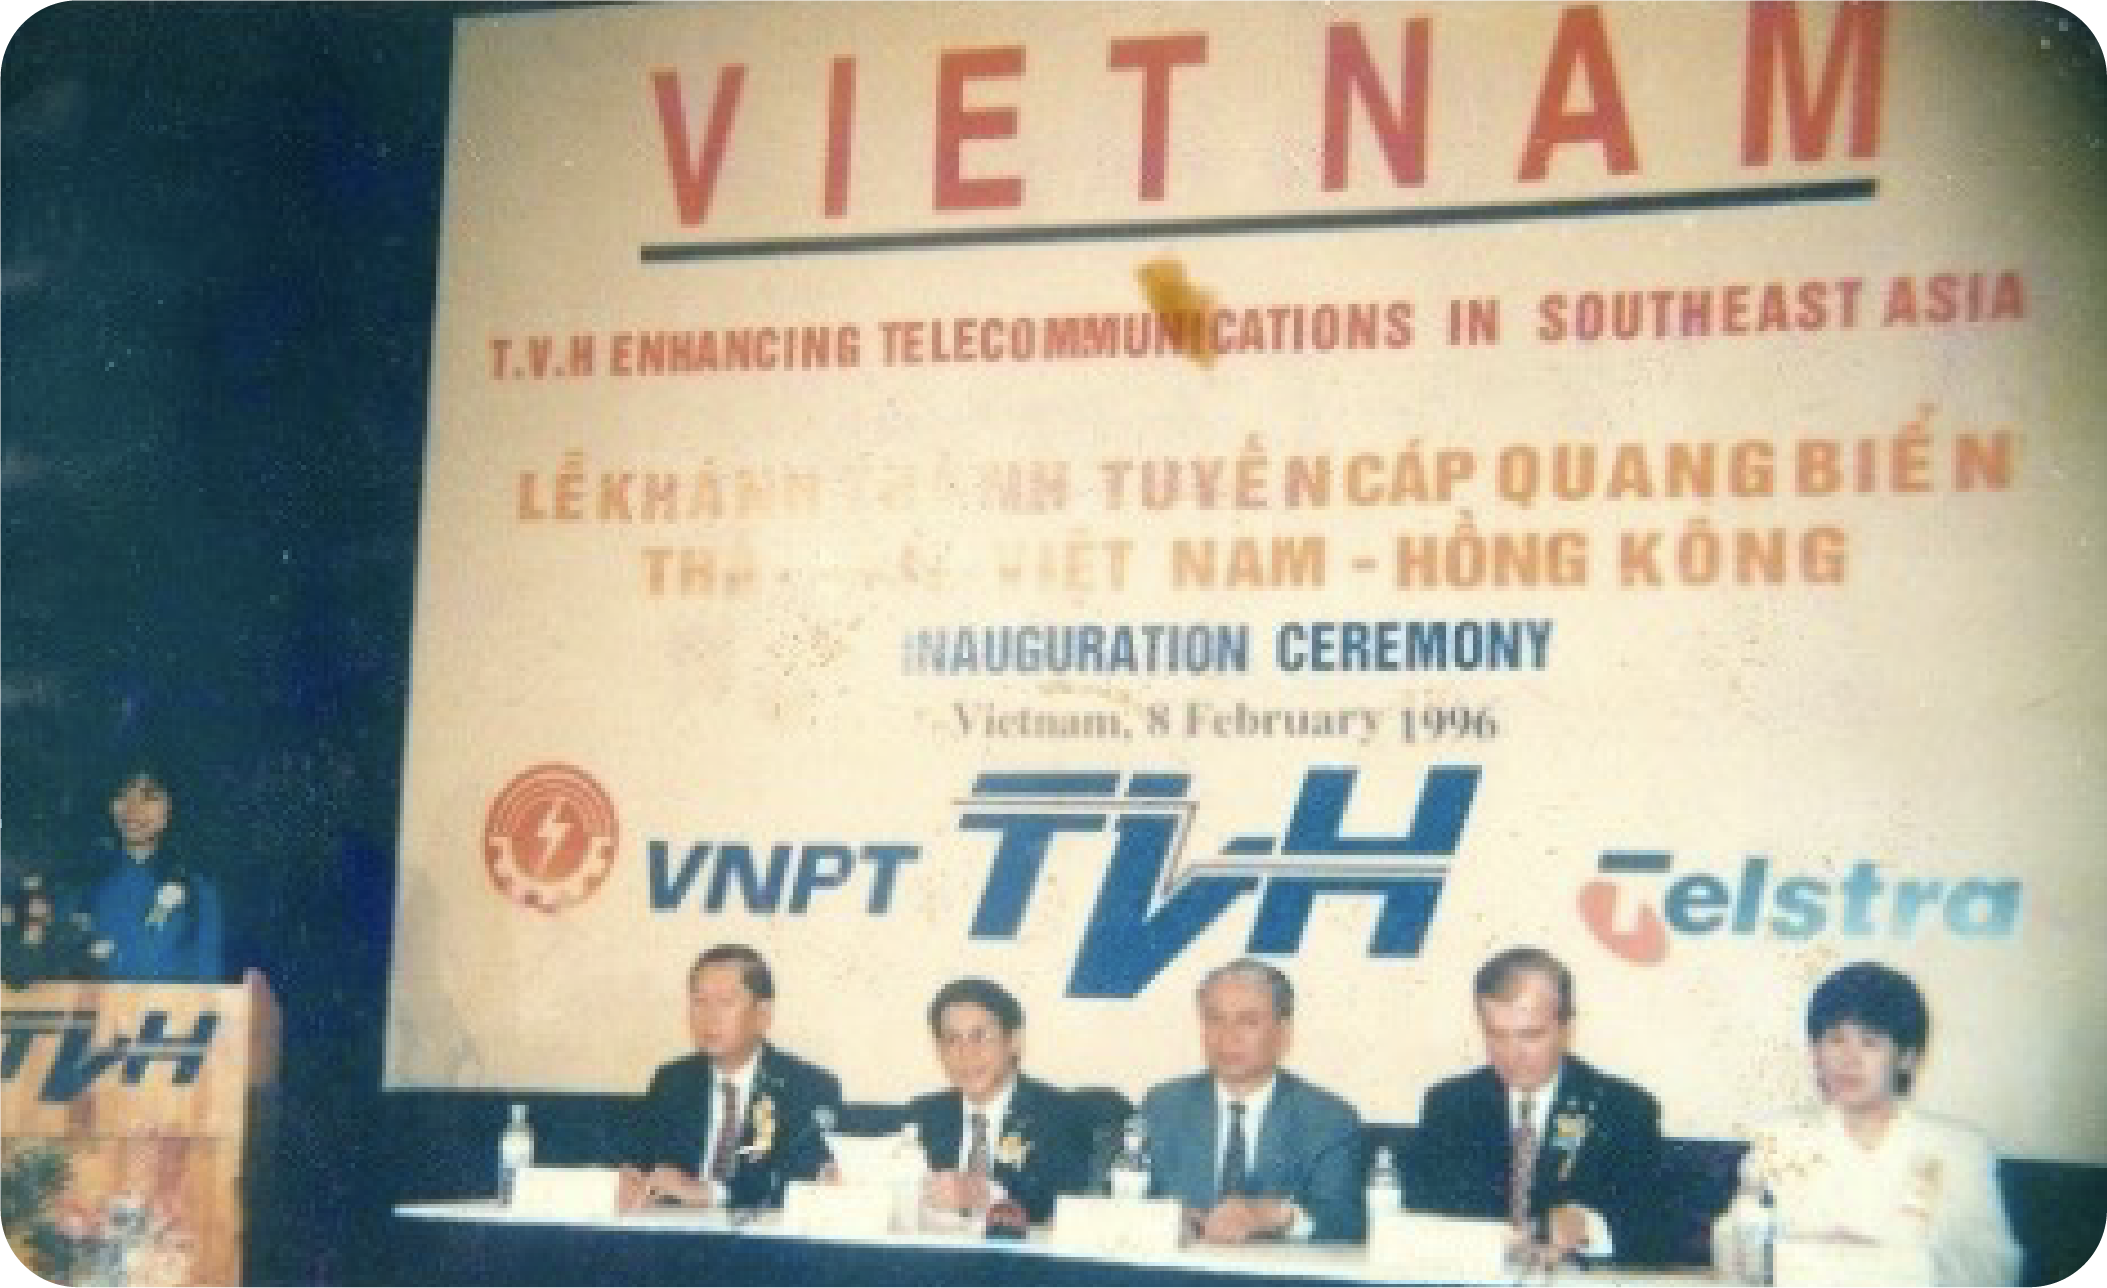 VIETNAM
T.V.H ENHANCING TELECOMMUNICATIONS IN SOUTHEAST ASIA
LỄ KHÁNH THÀNH TUYẾN CÁP QUANG BIỂN
VIỆT NAM - HỒNG KÔNG
INAUGURATION CEREMONY
Vietnam, 8 February 1996
VNPT
TVH
Telstra
TVH